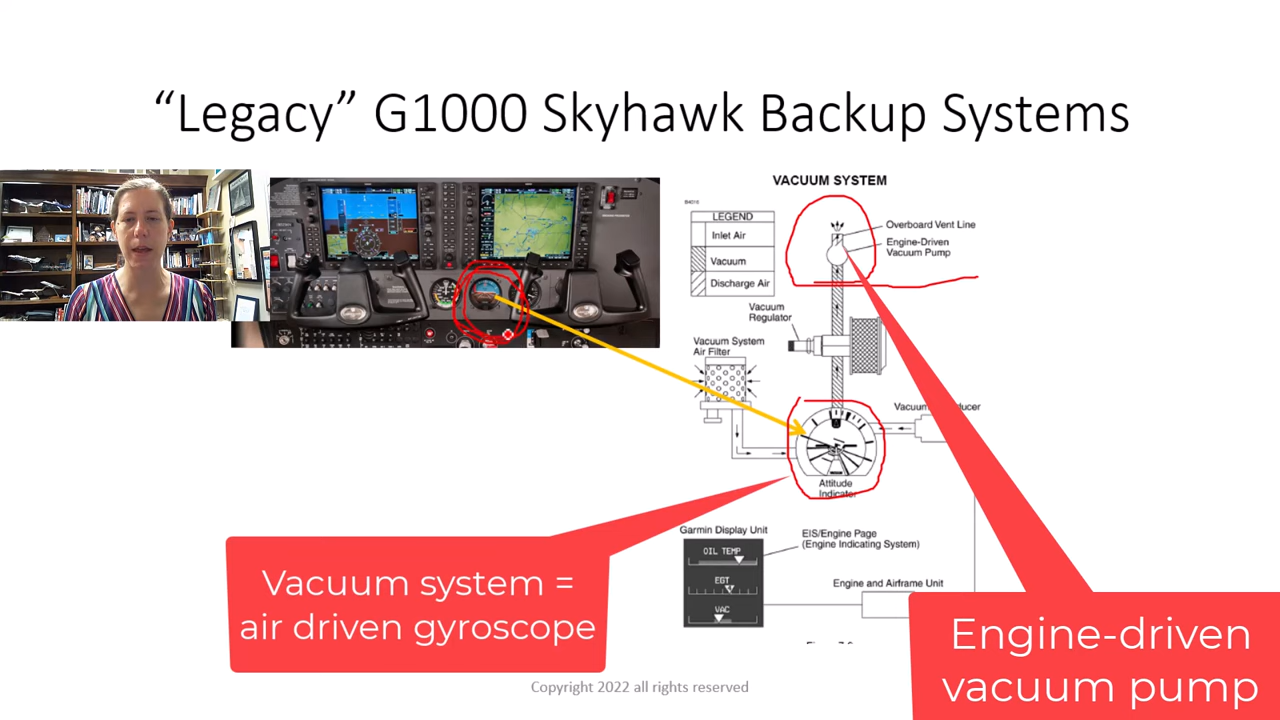 “Legacy” G1000 Skyhawk Backup Systems
VACUUM SYSTEM
LEGEND
Inlet Air
Vacuum
Discharge Air
Overboard Vent Line
Engine-Driven
Vacuum Pump
Vacuum
Regulator
Vacuum System
Air Filter
Attitude
Indicator
Garmin Display Unit
OIL TEMP
EGT
VAC
EIS/Engine Page
(Engine Indicating System)
Engine and Airframe Unit
Vacuum system =
air driven gyroscope
Engine-driven
vacuum pump
Copyright 2022 all rights reserved